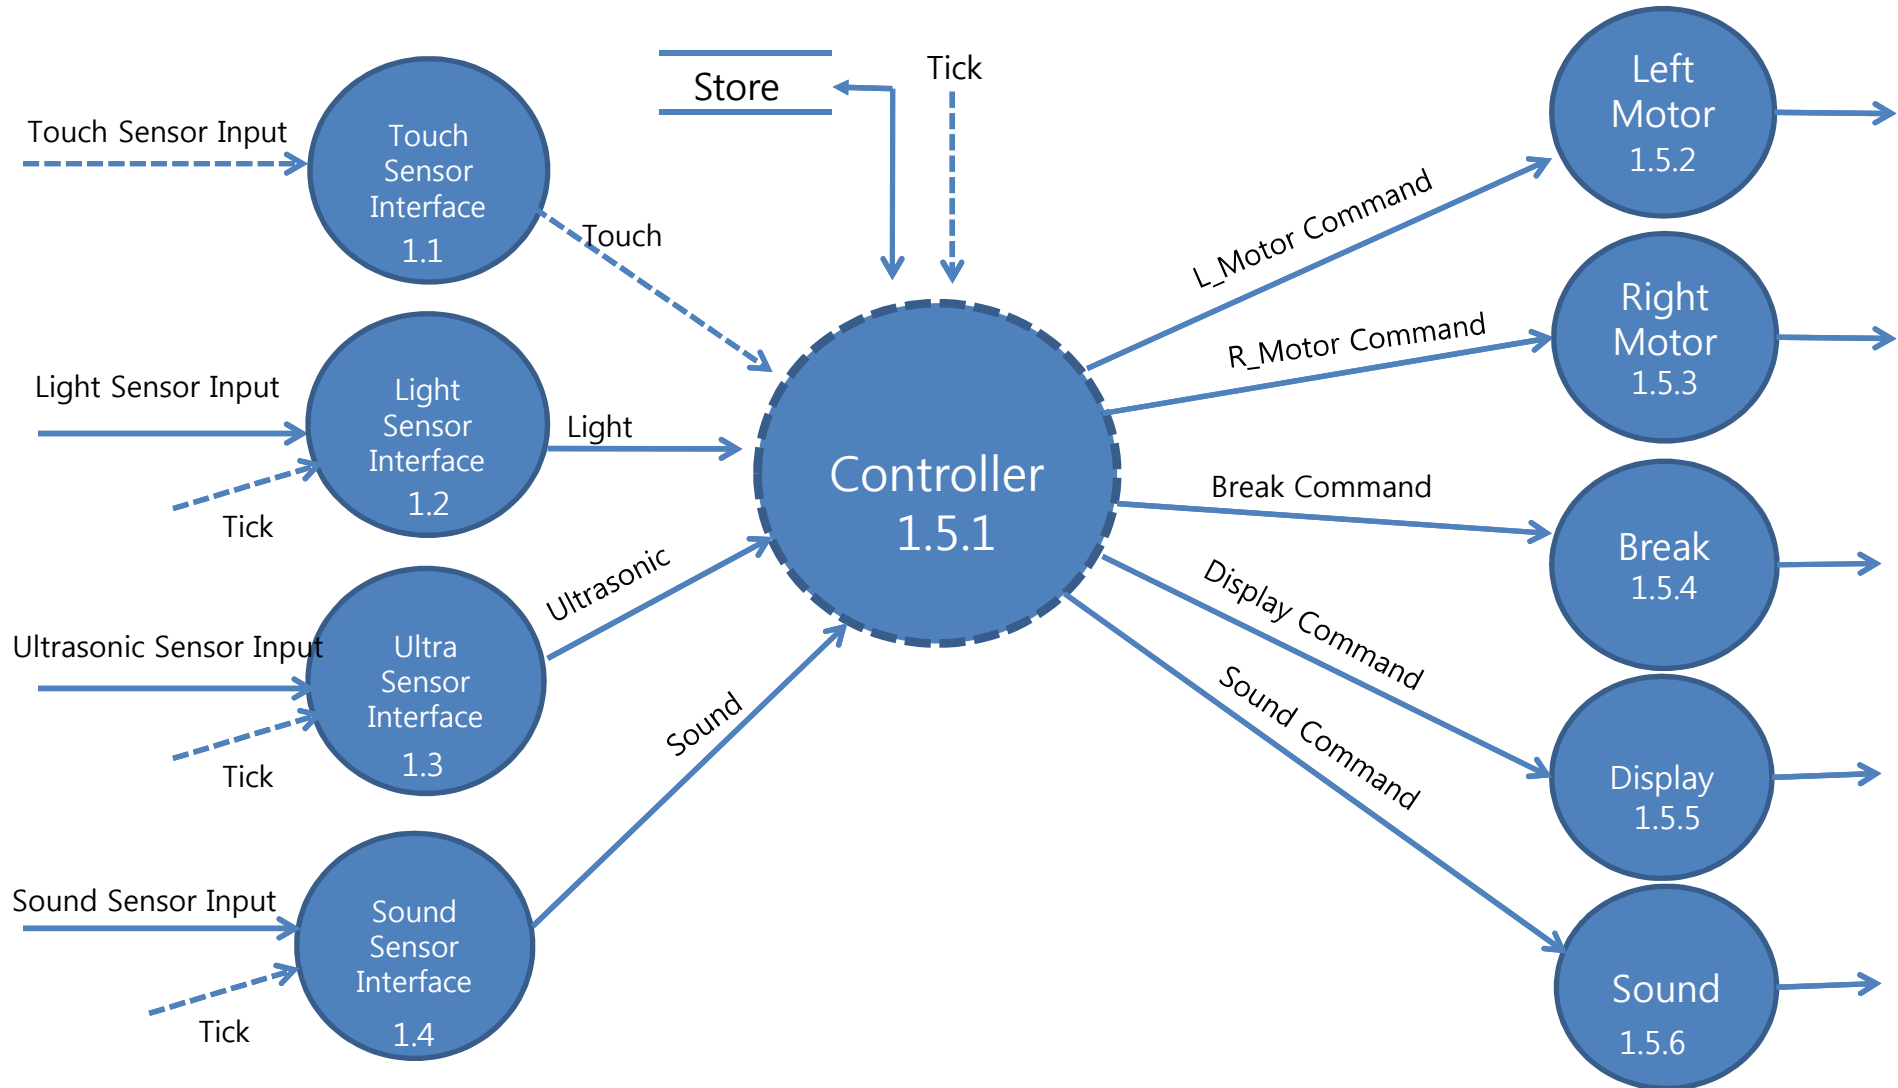 Touch Sensor Input
Touch
Sensor
Interface
1.1
Touch
Light Sensor Input
Tick
Light
Sensor
Interface
1.2
Light
Ultrasonic Sensor Input
Tick
Ultra
Sensor
Interface
1.3
Ultrasonic
Sound Sensor Input
Tick
Sound
Sensor
Interface
1.4
Sound
Store
Tick
Controller
1.5.1
L_Motor Command
R_Motor Command
Break Command
Display Command
Sound Command
Left
Motor
1.5.2
Right
Motor
1.5.3
Break
1.5.4
Display
1.5.5
Sound
1.5.6